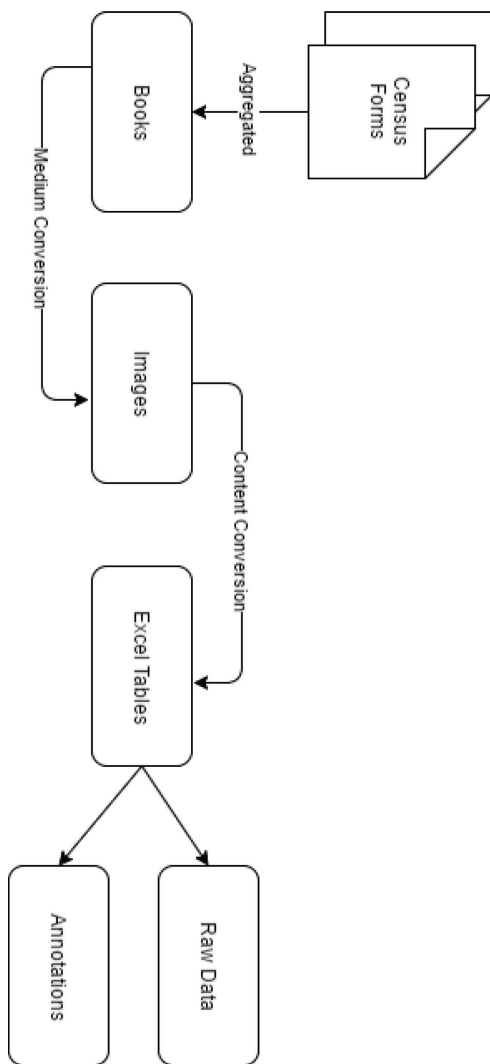 Census
Forms
Aggregated
Books
Medium Conversion
Images
Content Conversion
Excel Tables
Raw Data
Annotations